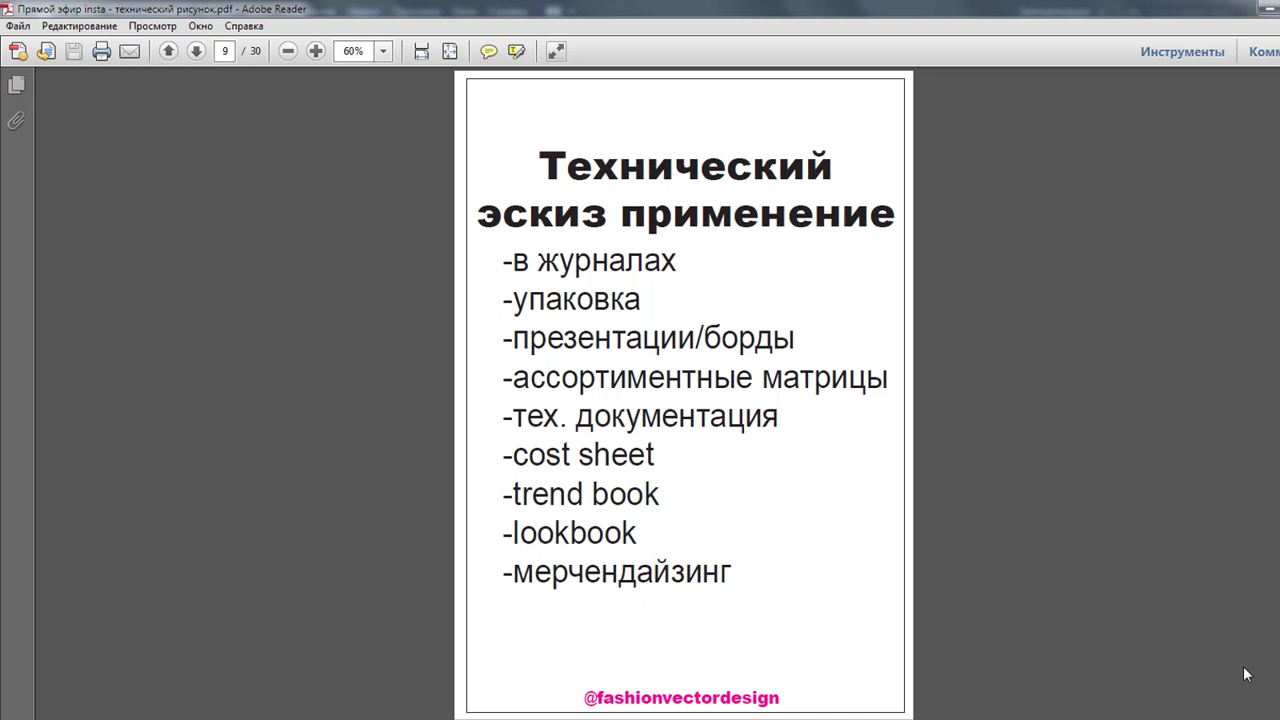 Прямой эфир insta - технический рисунок.pdf - Adobe Reader
Файл Редактирование Просмотр Окно Справка
9 / 30 60% Инструменты
Технический
эскиз применение
-в журналах
-упаковка
-презентации/борды
-ассортиментные матрицы
-тех. документация
-cost sheet
-trend book
-lookbook
-мерчендайзинг
@fashionvectordesign